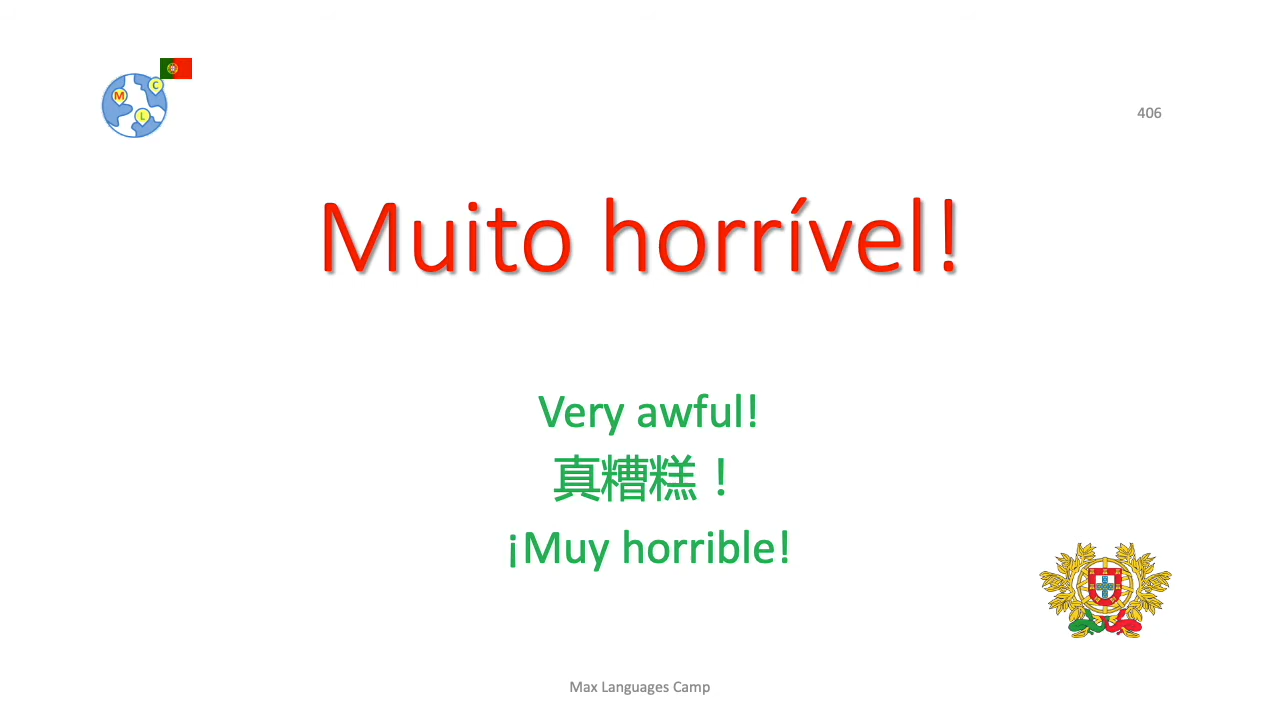 M
C
L
406
Muito horrível!
Very awful!
真糟糕！
¡Muy horrible!
Max Languages Camp